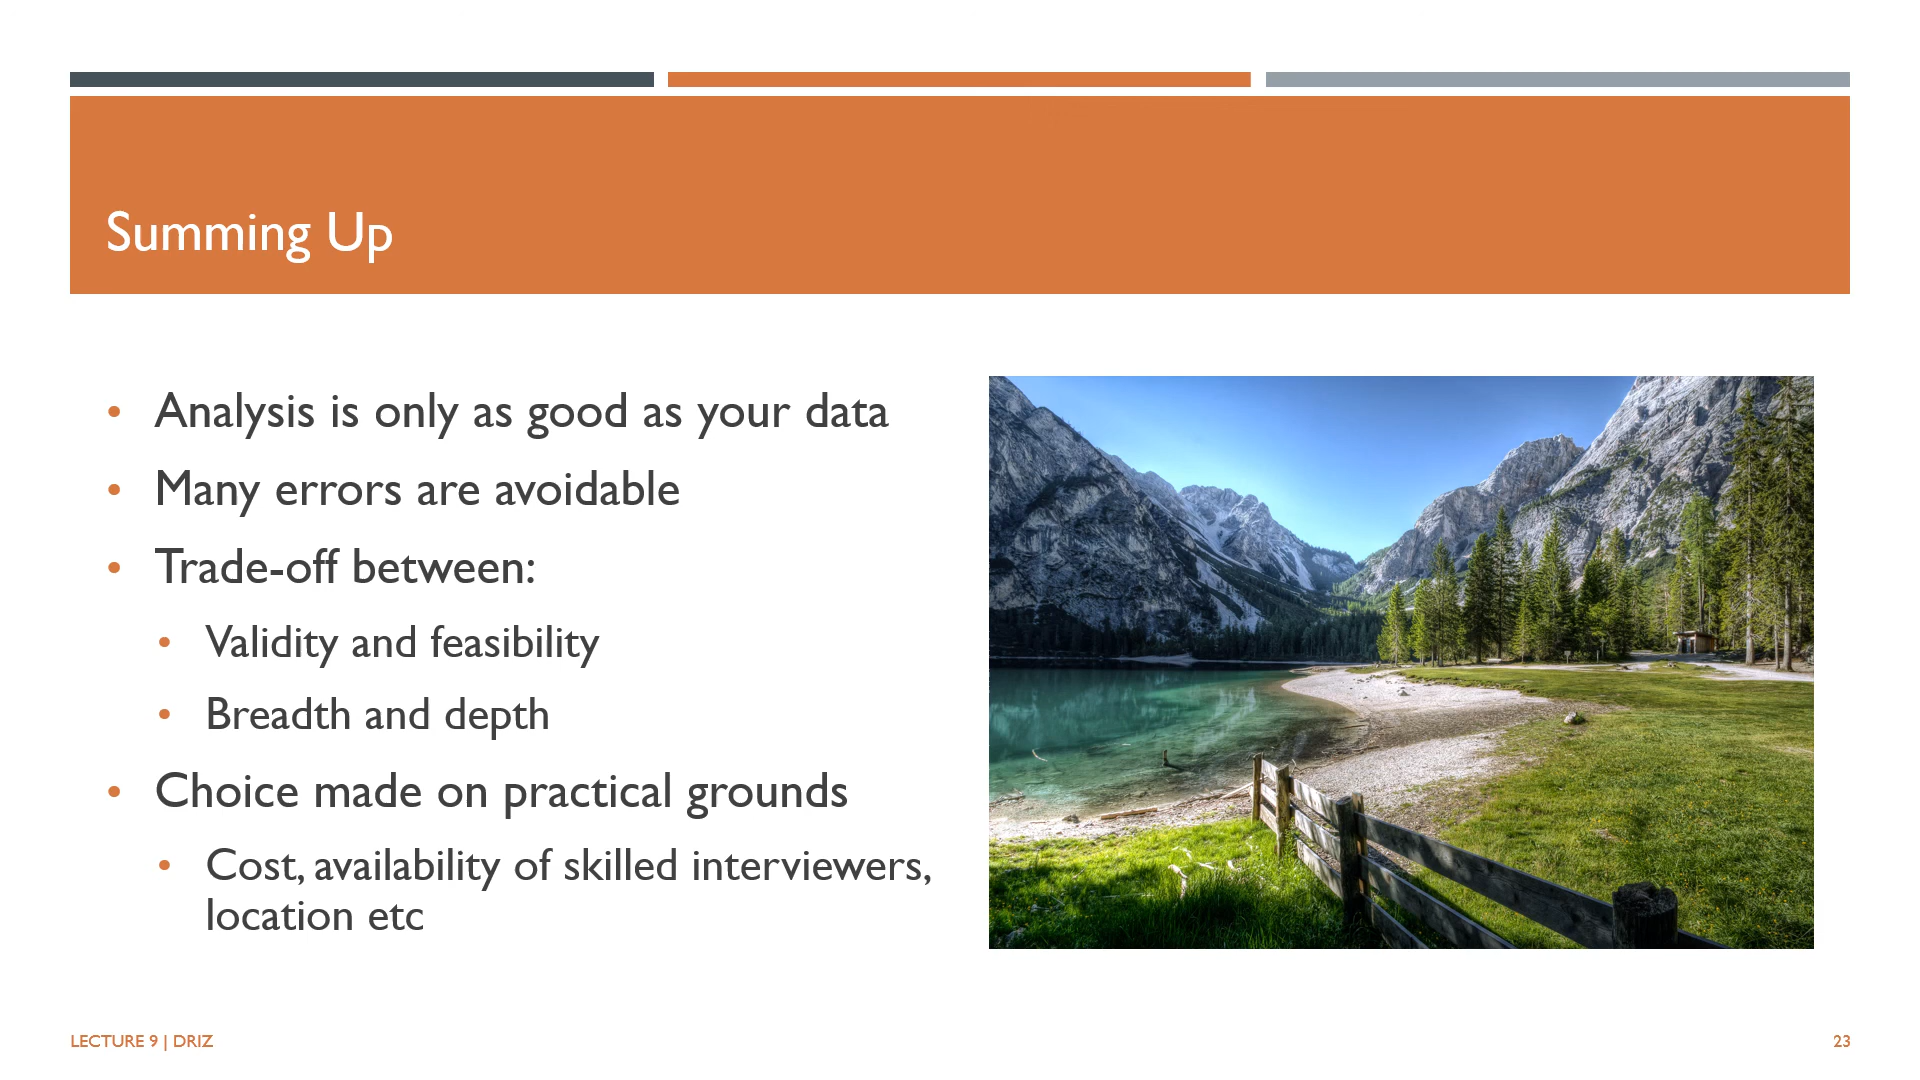 Summing Up
• Analysis is only as good as your data
• Many errors are avoidable
• Trade-off between:
• Validity and feasibility
• Breadth and depth
• Choice made on practical grounds
• Cost, availability of skilled interviewers,
location etc
LECTURE 9 | DRIZ
23